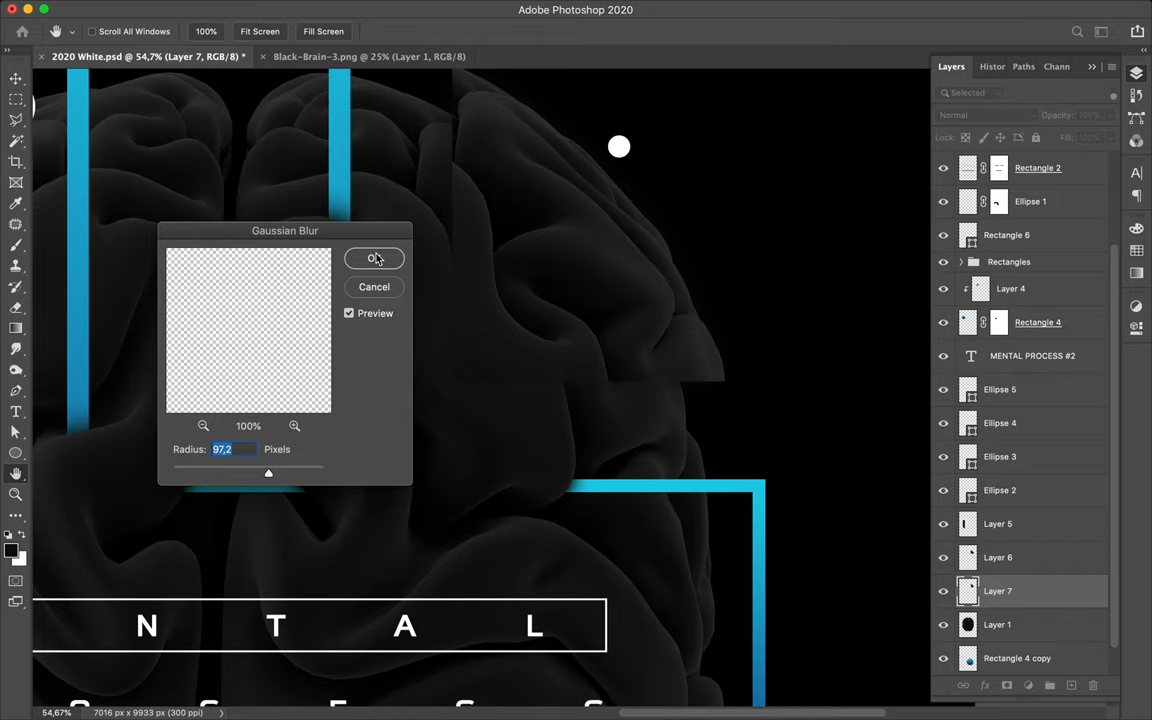 Adobe Photoshop 2020
Scroll All Windows
100%
Fit Screen
Fill Screen
2020 White.psd @ 54,7% (Layer 7, RGB/8) *
Black-Brain-3.png @ 25% (Layer 1, RGB/8)
Layers
Histor
Paths
Chann
Selected
Normal
Opacity: 100%
Lock:
Fill: 100%
Rectangle 2
Ellipse 1
Rectangle 6
Rectangles
Layer 4
Rectangle 4
MENTAL PROCESS #2
Ellipse 5
Ellipse 4
Ellipse 3
Ellipse 2
Layer 5
Layer 6
Layer 7
Layer 1
Rectangle 4 copy
Gaussian Blur
Cancel
Preview
100%
Radius: 97,2 Pixels
N T A L
54,67%
7016 px x 9933 px (300 ppi)